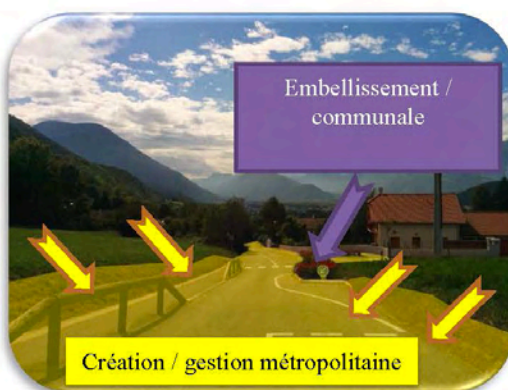 Embellissement /
communale
Création / gestion métropolitaine